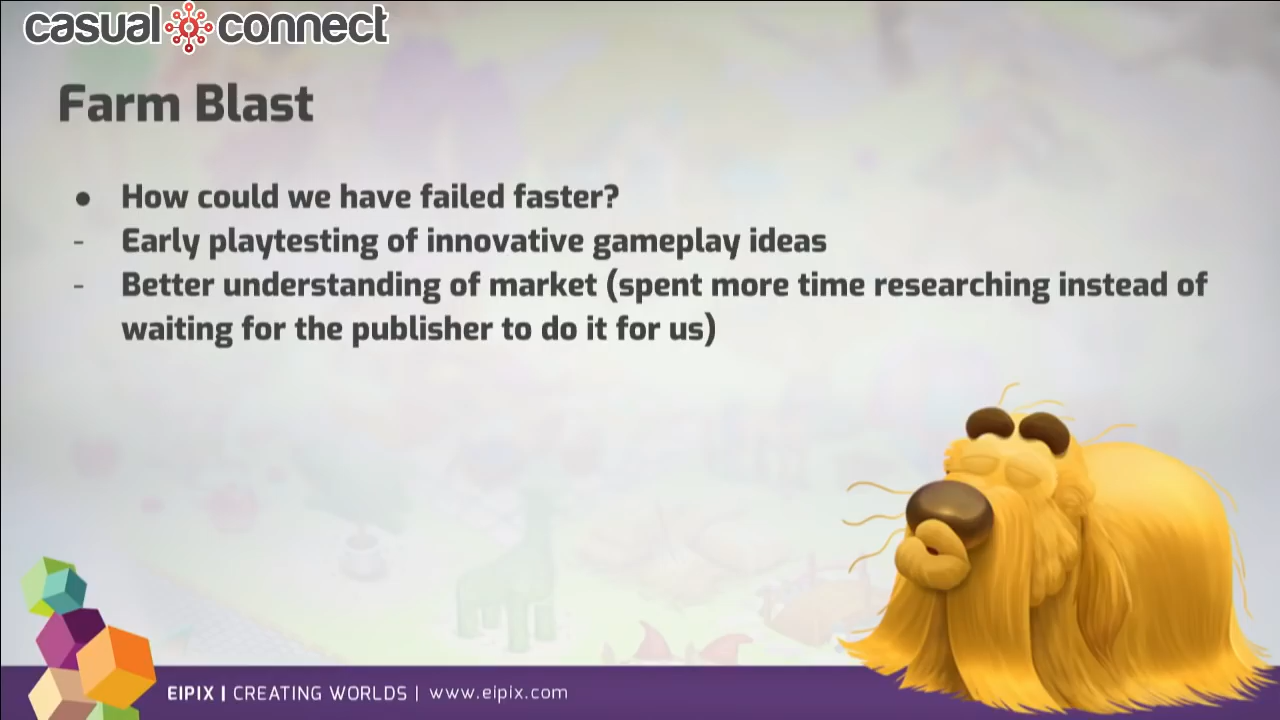 casual connect
Farm Blast
● How could we have failed faster?
- Early playtesting of innovative gameplay ideas
- Better understanding of market (spent more time researching instead of
waiting for the publisher to do it for us)
EIPIX | CREATING WORLDS | www.eipix.com